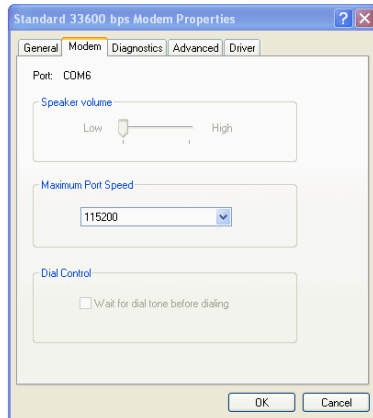 Standard 33600 bps Modem Properties
General Modem Diagnostics Advanced Driver
Port: COM6
Speaker volume
Low High
Maximum Port Speed
115200
Dial Control
Wait for dial tone before dialing
OK Cancel